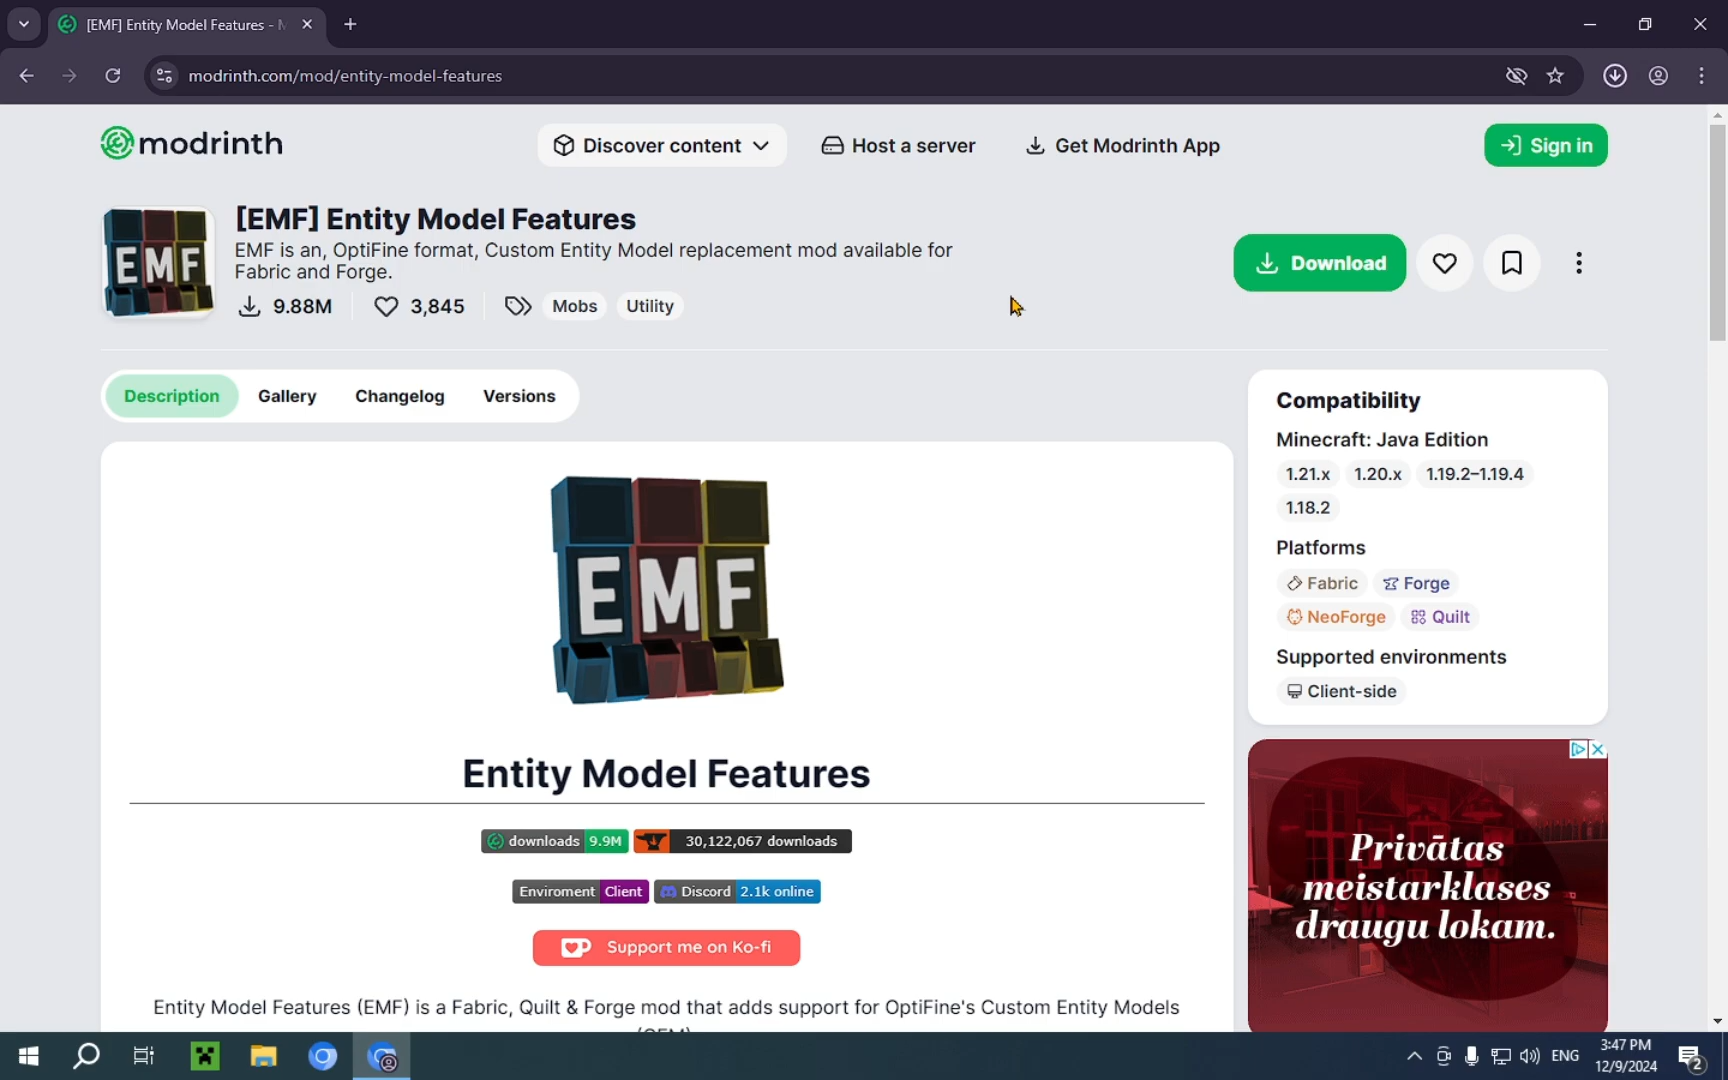 [EMF] Entity Model Features - M
modrinth.com/mod/entity-model-features
modrinth
Discover content
Host a server
Get Modrinth App
Sign in
EMF
[EMF] Entity Model Features
EMF is an, OptiFine format, Custom Entity Model replacement mod available for
Fabric and Forge.
9.88M
3,845
Mobs
Utility
Download
Description
Gallery
Changelog
Versions
EMF
Entity Model Features
downloads 9.9M
30,122,067 downloads
Enviroment Client
Discord 2.1k online
Support me on Ko-fi
Entity Model Features (EMF) is a Fabric, Quilt & Forge mod that adds support for OptiFine's Custom Entity Models
Compatibility
Minecraft: Java Edition
1.21.x 1.20.x 1.19.2–1.19.4
1.18.2
Platforms
Fabric Forge
NeoForge Quilt
Supported environments
Client-side
Privātas
meistarklases
draugu lokam.
ENG
3:47 PM
12/9/2024
2